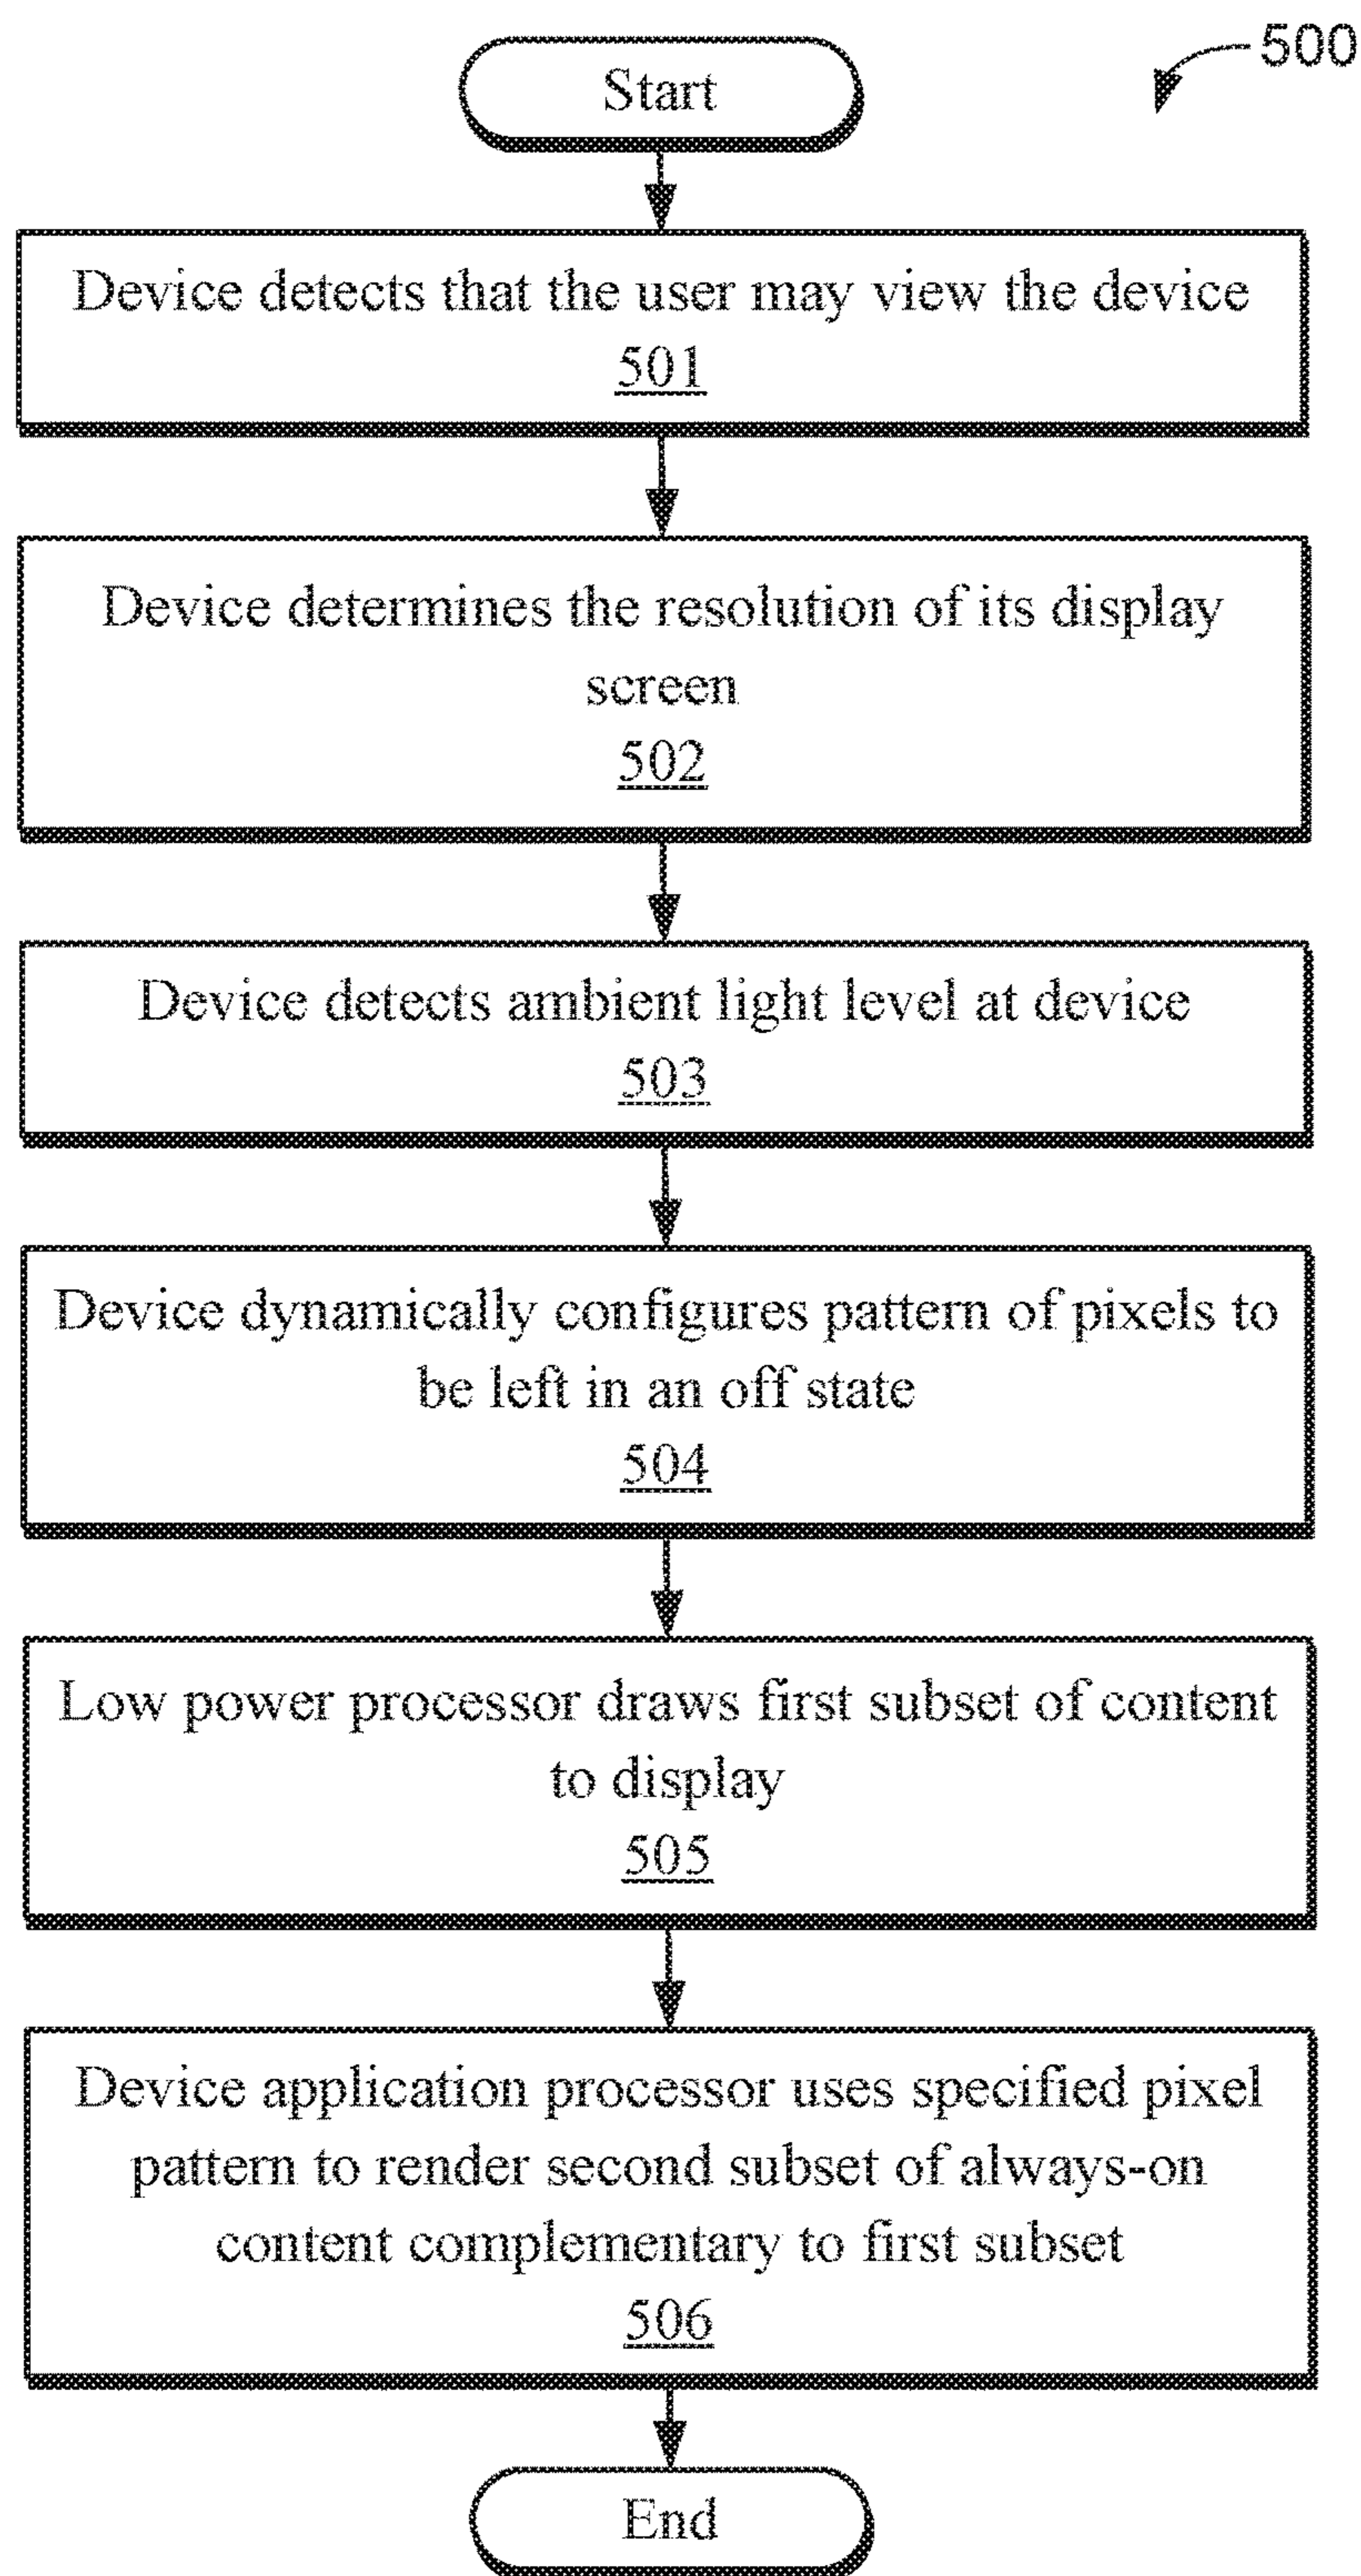 500
Start
Device detects that the user may view the device
501
Device determines the resolution of its display
screen
502
Device detects ambient light level at device
503
Device dynamically configures pattern of pixels to
be left in an off state
504
Low power processor draws first subset of content
to display
505
Device application processor uses specified pixel
pattern to render second subset of always-on
content complementary to first subset
506
End